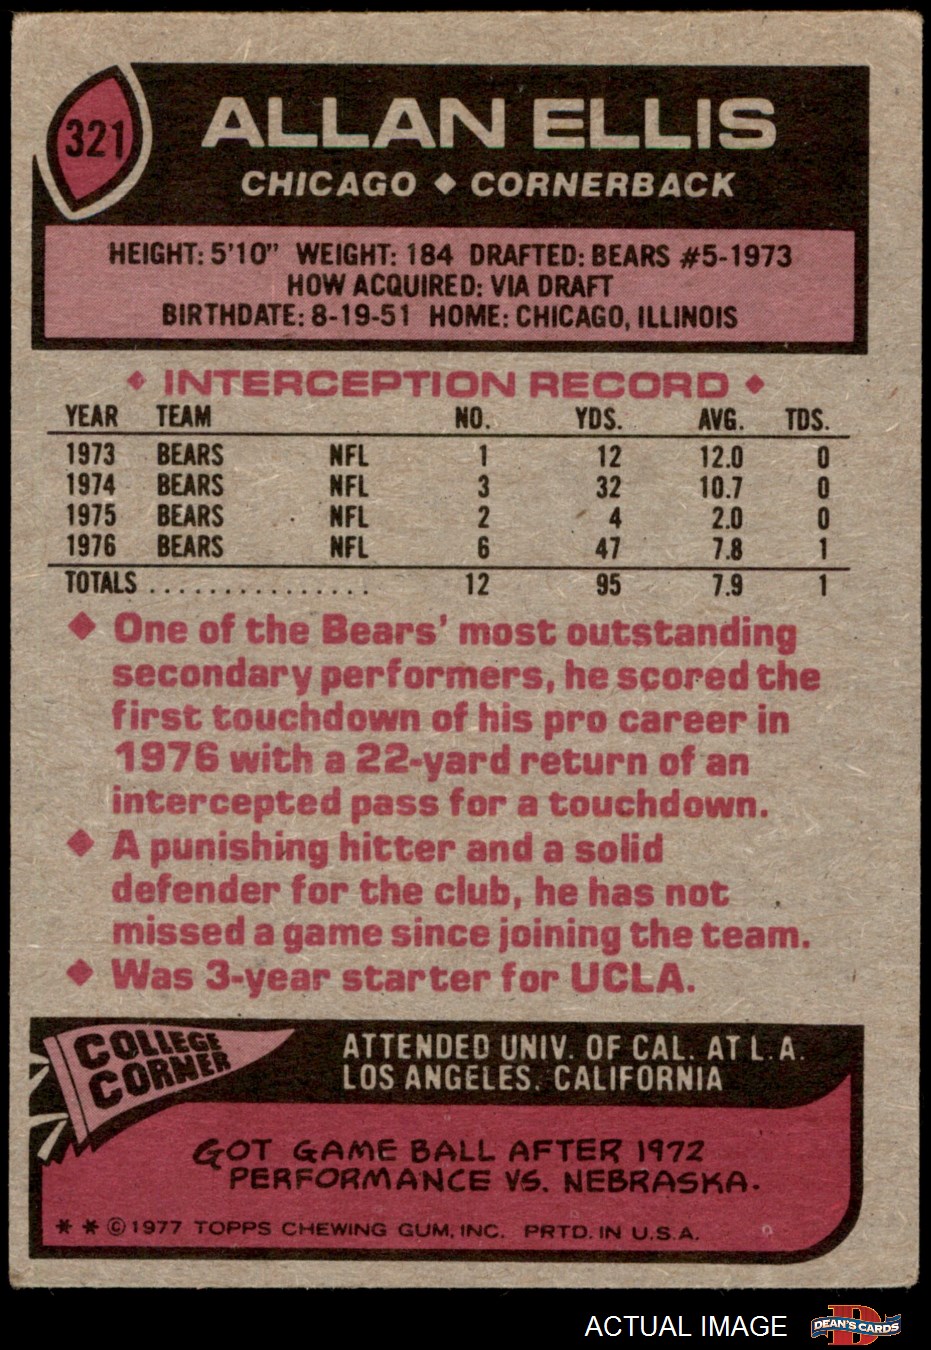 321
ALLAN ELLIS
CHICAGO ◆ CORNERBACK
HEIGHT: 5'10" WEIGHT: 184 DRAFTED: BEARS #5-1973
HOW ACQUIRED: VIA DRAFT
BIRTHDATE: 8-19-51 HOME: CHICAGO, ILLINOIS
◆ INTERCEPTION RECORD ◆
YEAR TEAM NO. YDS. AVG. TDS.
1973 BEARS NFL 1 12 12.0 0
1974 BEARS NFL 3 32 10.7 0
1975 BEARS NFL 2 4 2.0 0
1976 BEARS NFL 6 47 7.8 1
TOTALS ............... 12 95 7.9 1
◆ One of the Bears' most outstanding
secondary performers, he scored the
first touchdown of his pro career in
1976 with a 22-yard return of an
intercepted pass for a touchdown.
◆ A punishing hitter and a solid
defender for the club, he has not
missed a game since joining the team.
◆ Was 3-year starter for UCLA.
COLLEGE
CORNER
ATTENDED UNIV. OF CAL. AT L.A.
LOS ANGELES, CALIFORNIA
GOT GAME BALL AFTER 1972
PERFORMANCE VS. NEBRASKA.
* * © 1977 TOPPS CHEWING GUM, INC. PRTD. IN U.S.A.
ACTUAL IMAGE
D
DEAN'S CARDS